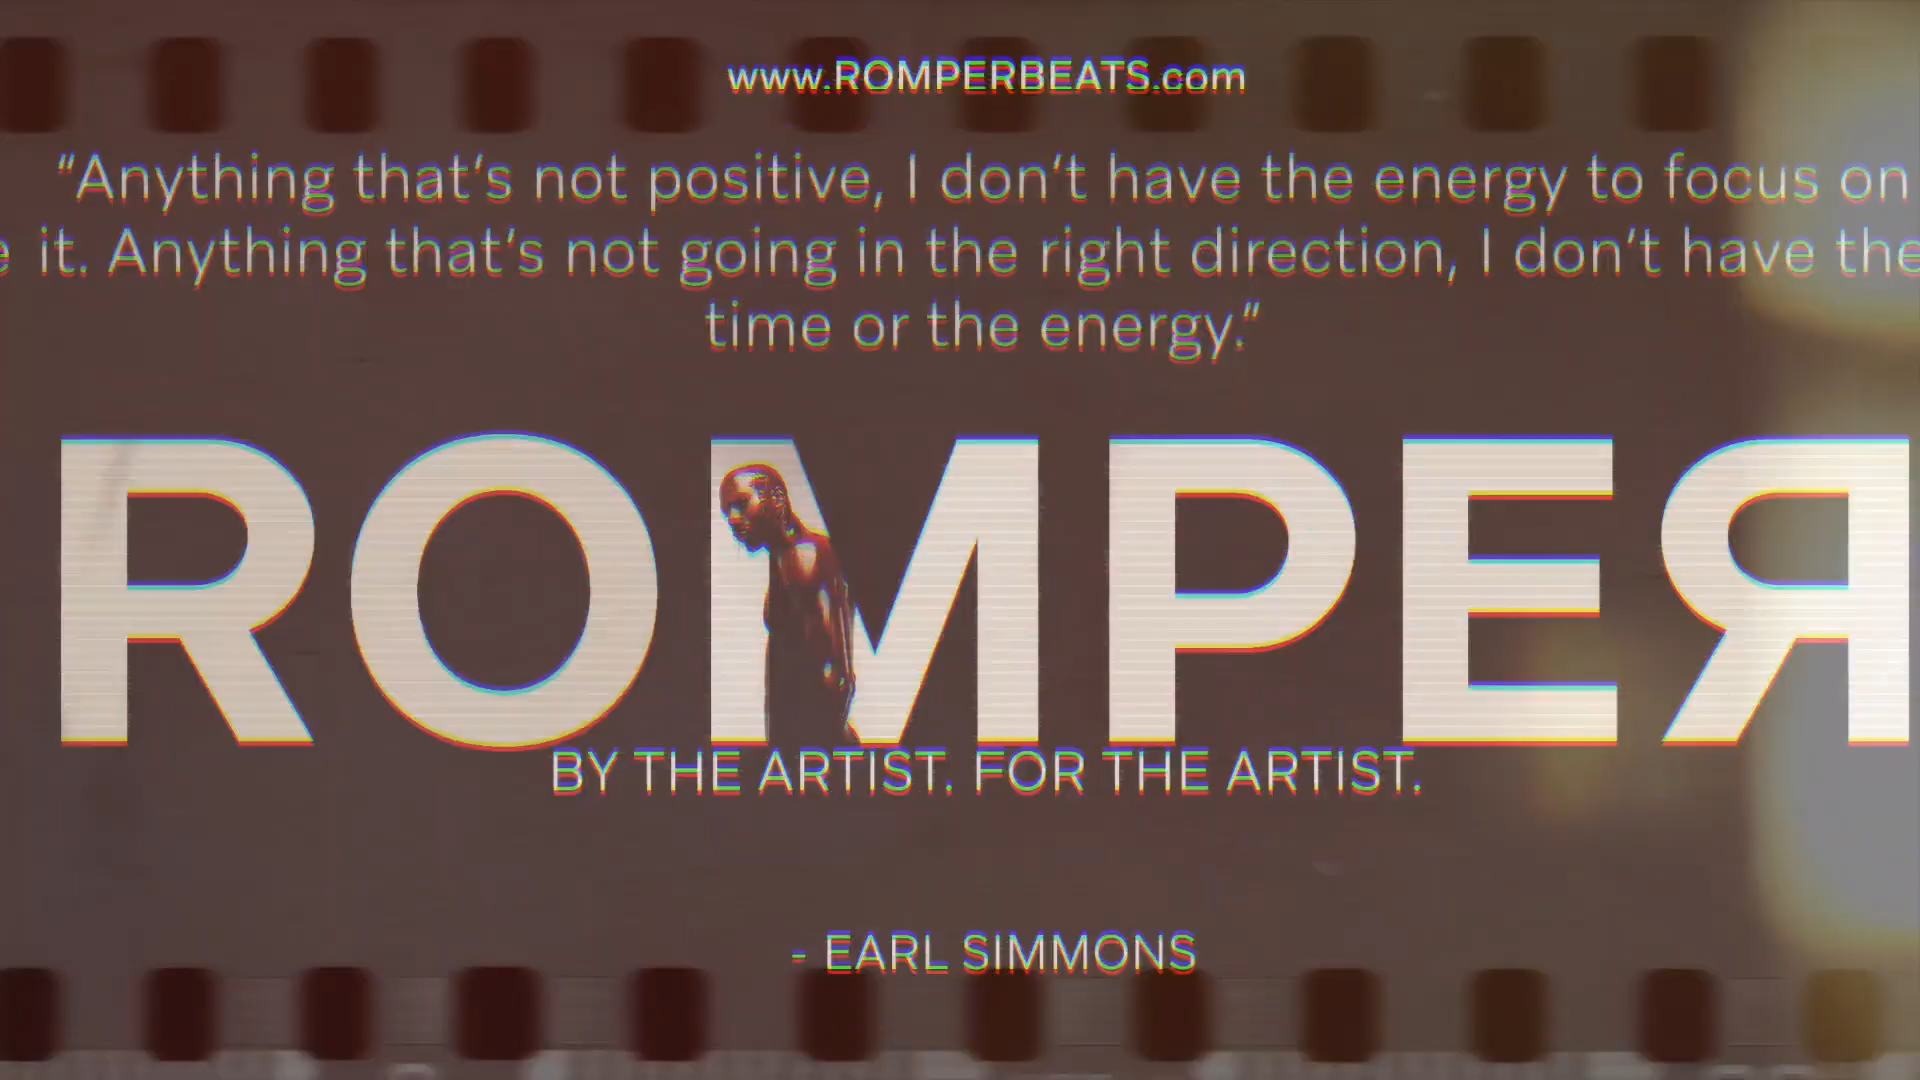 www.ROMPERBEATS.com
“Anything that’s not positive, I don’t have the energy to focus on
e it. Anything that’s not going in the right direction, I don’t have the
time or the energy.”
ROMPEЯ
BY THE ARTIST. FOR THE ARTIST.
- EARL SIMMONS